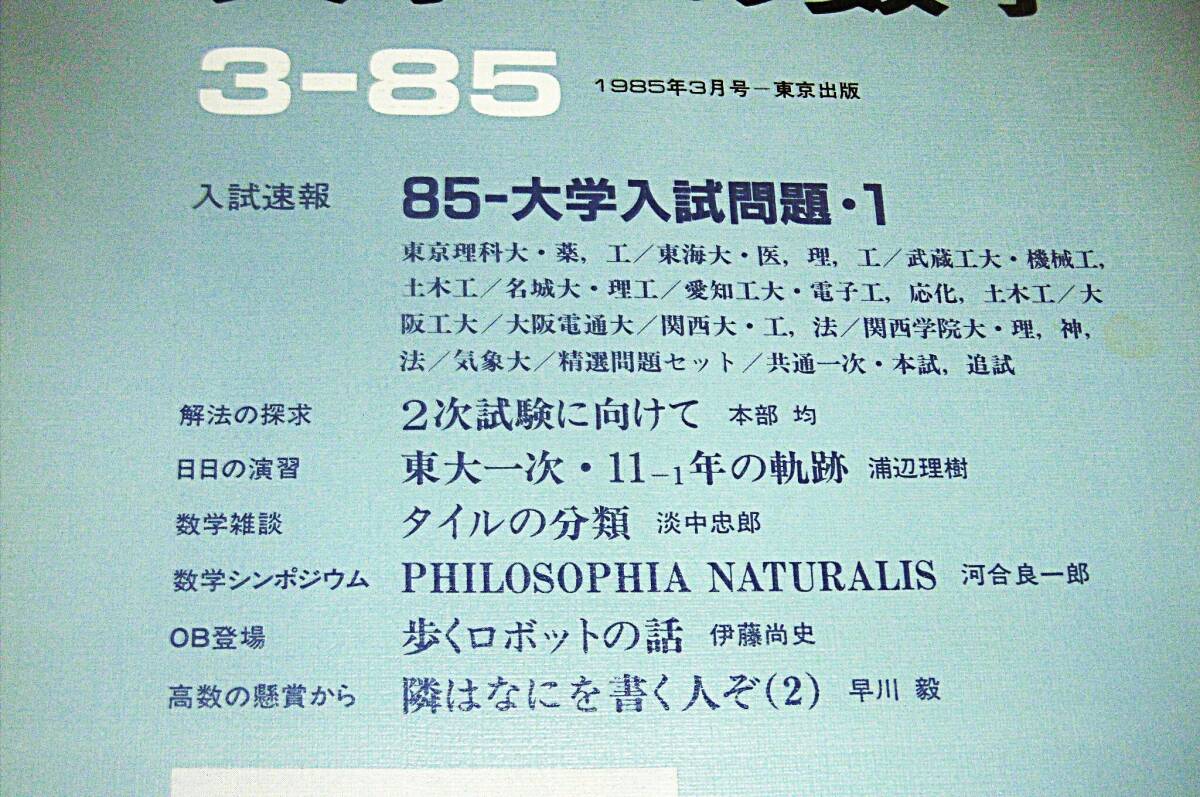 3-85 1985年3月号－東京出版
入試速報 85-大学入試問題・1
東京理科大・薬，工／東海大・医，理，工／武蔵工大・機械工，
土木工／名城大・理工／愛知工大・電子工，応化，土木工／大
阪工大／大阪電通大／関西大・工，法／関西学院大・理，神，
法／気象大／精選問題セット／共通一次・本試，追試
解法の探求 2次試験に向けて 本部 均
日日の演習 東大一次・11-1年の軌跡 浦辺理樹
数学雑談 タイルの分類 淡中忠郎
数学シンポジウム PHILOSOPHIA NATURALIS 河合良一郎
OB登場 歩くロボットの話 伊藤尚史
高数の懸賞から 隣はなにを書く人ぞ(2) 早川 毅